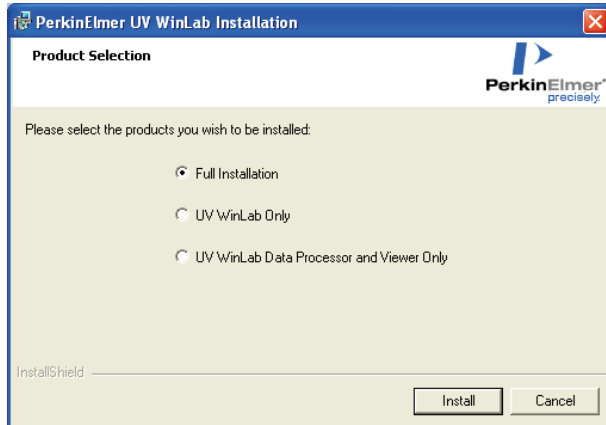 PerkinElmer UV WinLab Installation
Product Selection
PerkinElmer®
precisely.
Please select the products you wish to be installed:
Full Installation
UV WinLab Only
UV WinLab Data Processor and Viewer Only
InstallShield
Install
Cancel